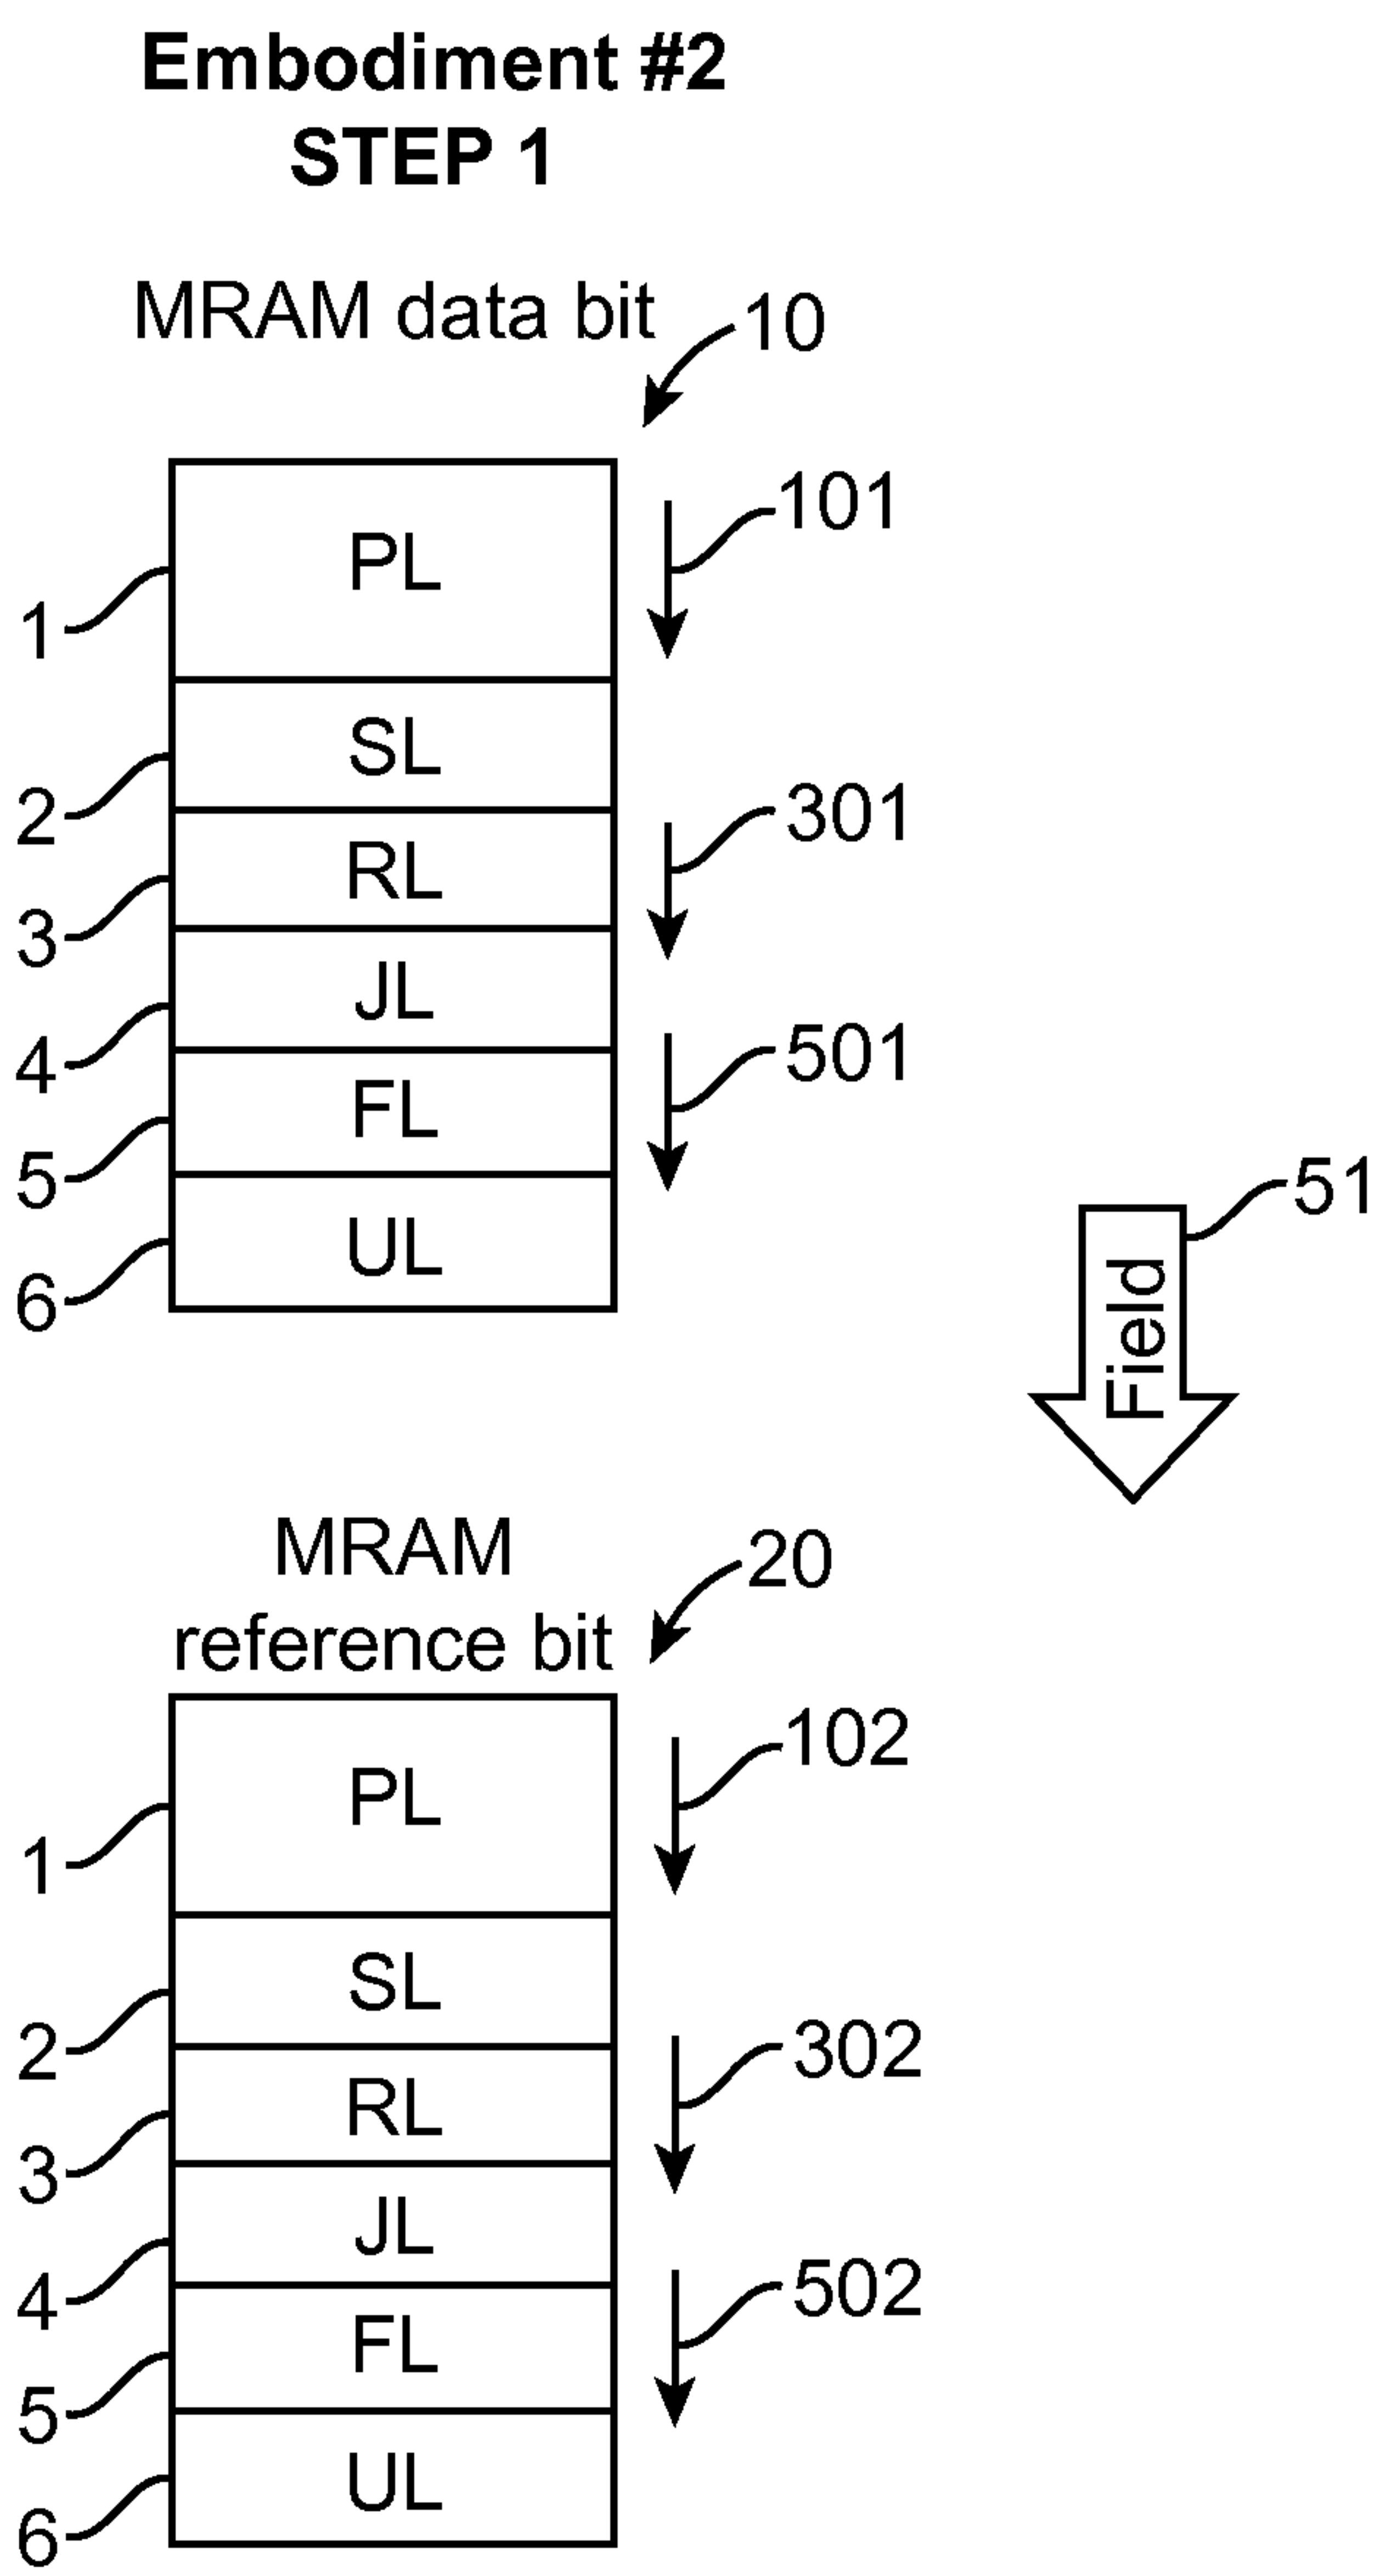 Embodiment #2
STEP 1
MRAM data bit
10
PL
101
1
SL
2
RL
301
3
JL
4
FL
501
5
UL
6
51
Field
MRAM
reference bit
20
PL
102
1
SL
2
RL
302
3
JL
4
FL
502
5
UL
6